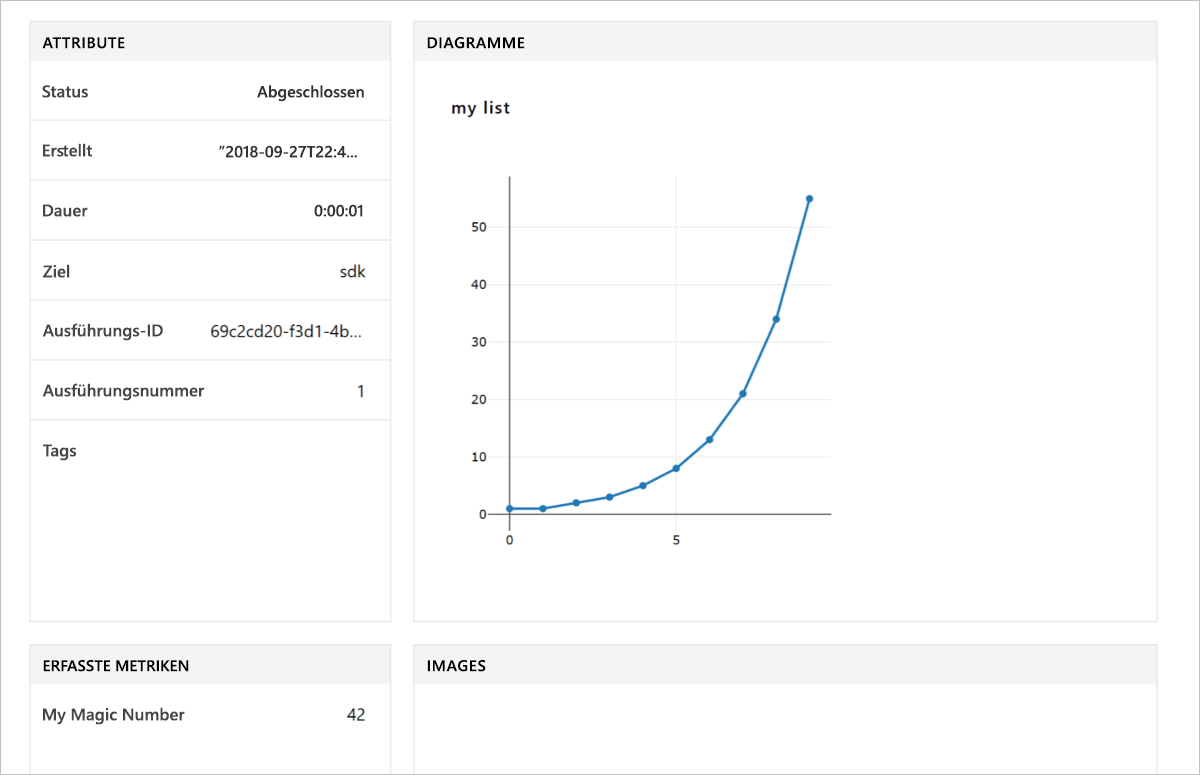 ATTRIBUTE
Status Abgeschlossen
Erstellt "2018-09-27T22:4...
Dauer 0:00:01
Ziel sdk
Ausführungs-ID 69c2cd20-f3d1-4b...
Ausführungsnummer 1
Tags
DIAGRAMME
my list
50
40
30
20
10
0
0 5
ERFASSTE METRIKEN
My Magic Number 42
IMAGES